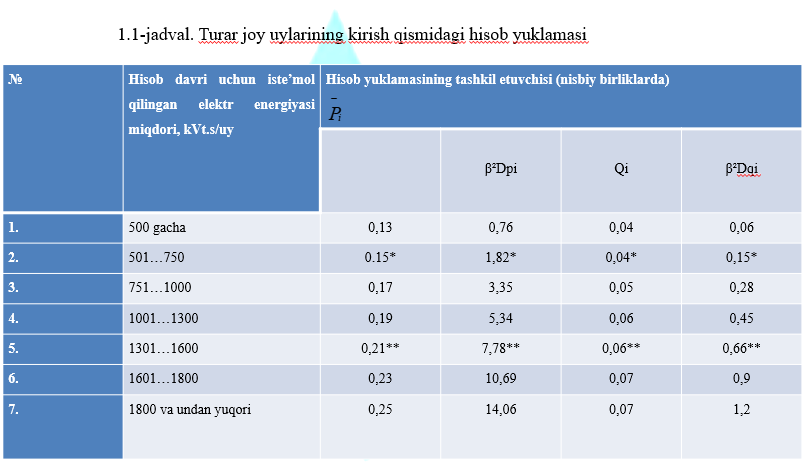 1.1-jadval. Turar joy uylarining kirish qismidagi hisob yuklamasi
№ Hisob davri uchun iste’mol qilingan elektr energiyasi miqdori, kVt.s/uy Hisob yuklamasining tashkil etuvchisi (nisbiy birliklarda)
P̄i
β²Dpi Qi β²Dqi
1. 500 gacha 0,13 0,76 0,04 0,06
2. 501…750 0.15* 1,82* 0,04* 0,15*
3. 751…1000 0,17 3,35 0,05 0,28
4. 1001…1300 0,19 5,34 0,06 0,45
5. 1301…1600 0,21** 7,78** 0,06** 0,66**
6. 1601…1800 0,23 10,69 0,07 0,9
7. 1800 va undan yuqori 0,25 14,06 0,07 1,2